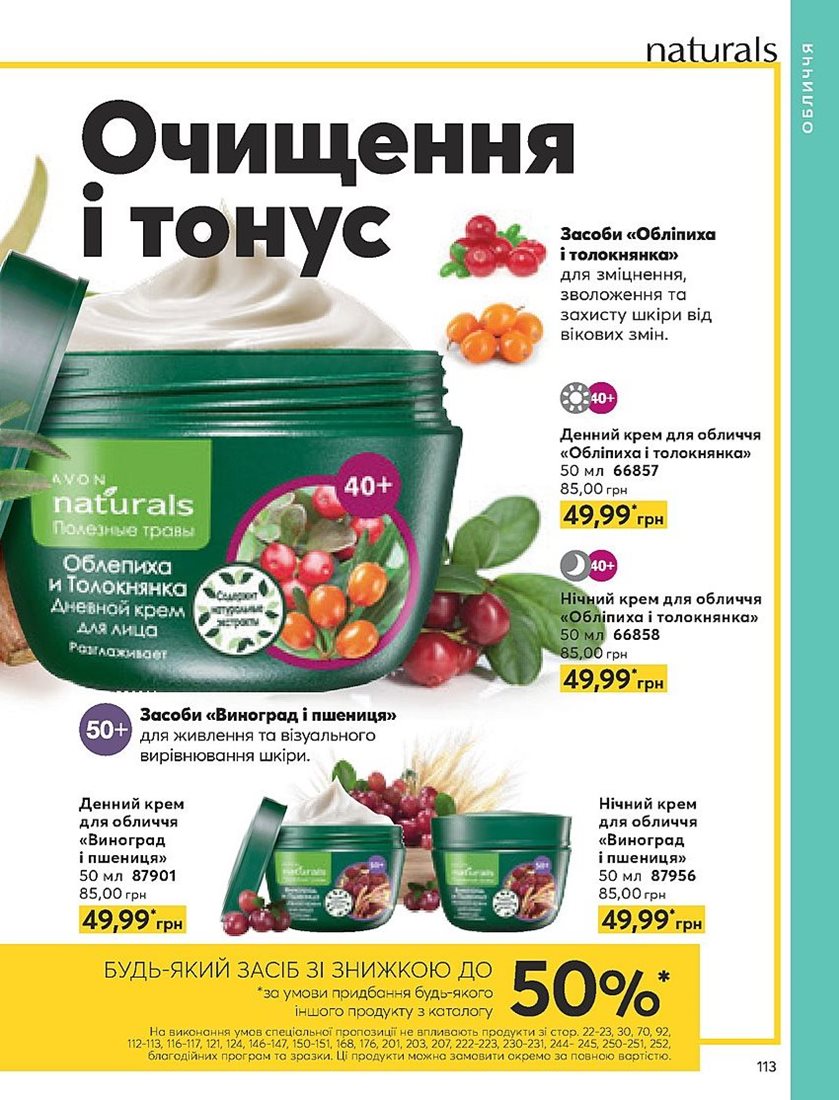 naturals
ОБЛИЧЧЯ
Очищення
і тонус
Засоби «Обліпиха
і толокнянка»
для зміцнення,
зволоження та
захисту шкіри від
вікових змін.
40+
Денний крем для обличчя
«Обліпиха і толокнянка»
50 мл 66857
85,00 грн
49,99* грн
40+
Нічний крем для обличчя
«Обліпиха і толокнянка»
50 мл 66858
85,00 грн
49,99* грн
AVON
naturals
Полезные травы
40+
Облепиха
и Толокнянка
Дневной крем
для лица
Разглаживает
Содержит
натуральные
экстракты
50+
Засоби «Виноград і пшениця»
для живлення та візуального
вирівнювання шкіри.
Денний крем
для обличчя
«Виноград
і пшениця»
50 мл 87901
85,00 грн
49,99* грн
naturals
50+
naturals
50+
Нічний крем
для обличчя
«Виноград
і пшениця»
50 мл 87956
85,00 грн
49,99* грн
БУДЬ-ЯКИЙ ЗАСІБ ЗІ ЗНИЖКОЮ ДО
50%*
*за умови придбання будь-якого
іншого продукту з каталогу
На виконання умов спеціальної пропозиції не впливають продукти зі стор. 22-23, 30, 70, 92,
112-113, 116-117, 121, 124, 146-147, 150-151, 168, 176, 201, 203, 207, 222-223, 230-231, 244- 245, 250-251, 252,
благодійних програм та зразки. Ці продукти можна замовити окремо за повною вартістю.
113